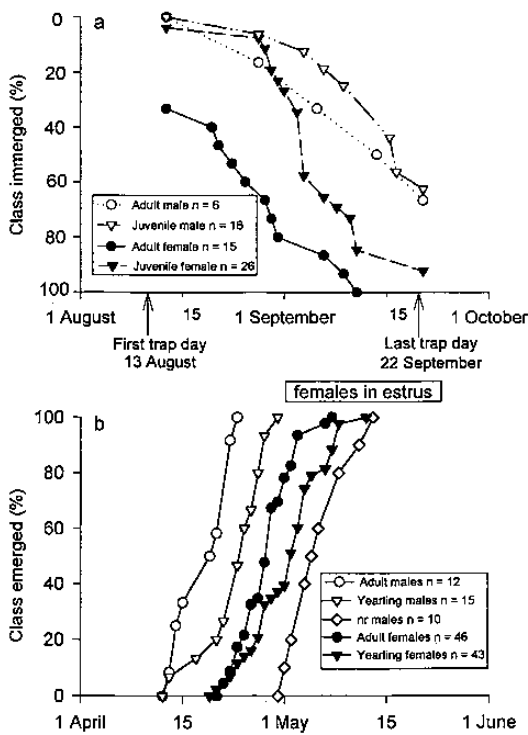 a
0
20
40
60
80
100
Class immerged (%)
Adult male n = 6
Juvenile male n = 16
Adult female n = 15
Juvenile female n = 26
1 August 15 1 September 15 1 October
First trap day
13 August
Last trap day
22 September
females in estrus
b
100
80
60
40
20
0
Class emerged (%)
Adult males n = 12
Yearling males n = 15
nr males n = 10
Adult females n = 46
Yearling females n = 43
1 April 15 1 May 15 1 June